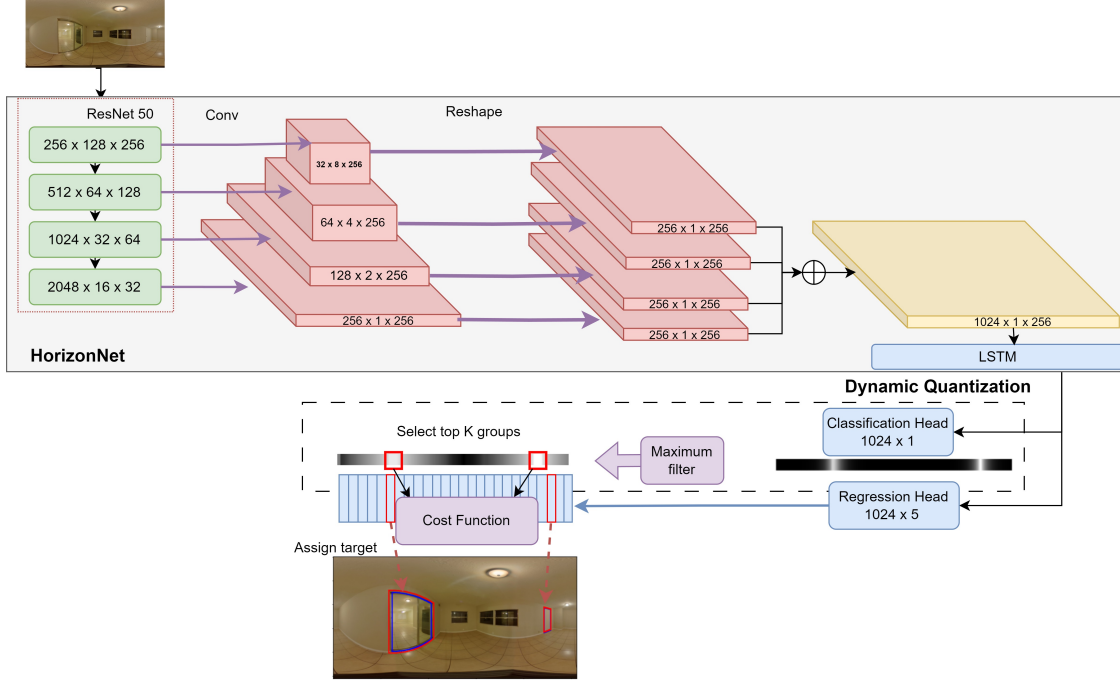 ResNet 50
Conv
Reshape
256 x 128 x 256
512 x 64 x 128
1024 x 32 x 64
2048 x 16 x 32
32 x 8 x 256
64 x 4 x 256
128 x 2 x 256
256 x 1 x 256
256 x 1 x 256
256 x 1 x 256
256 x 1 x 256
256 x 1 x 256
1024 x 1 x 256
HorizonNet
LSTM
Dynamic Quantization
Classification Head
1024 x 1
Select top K groups
Maximum
filter
Regression Head
1024 x 5
Cost Function
Assign target